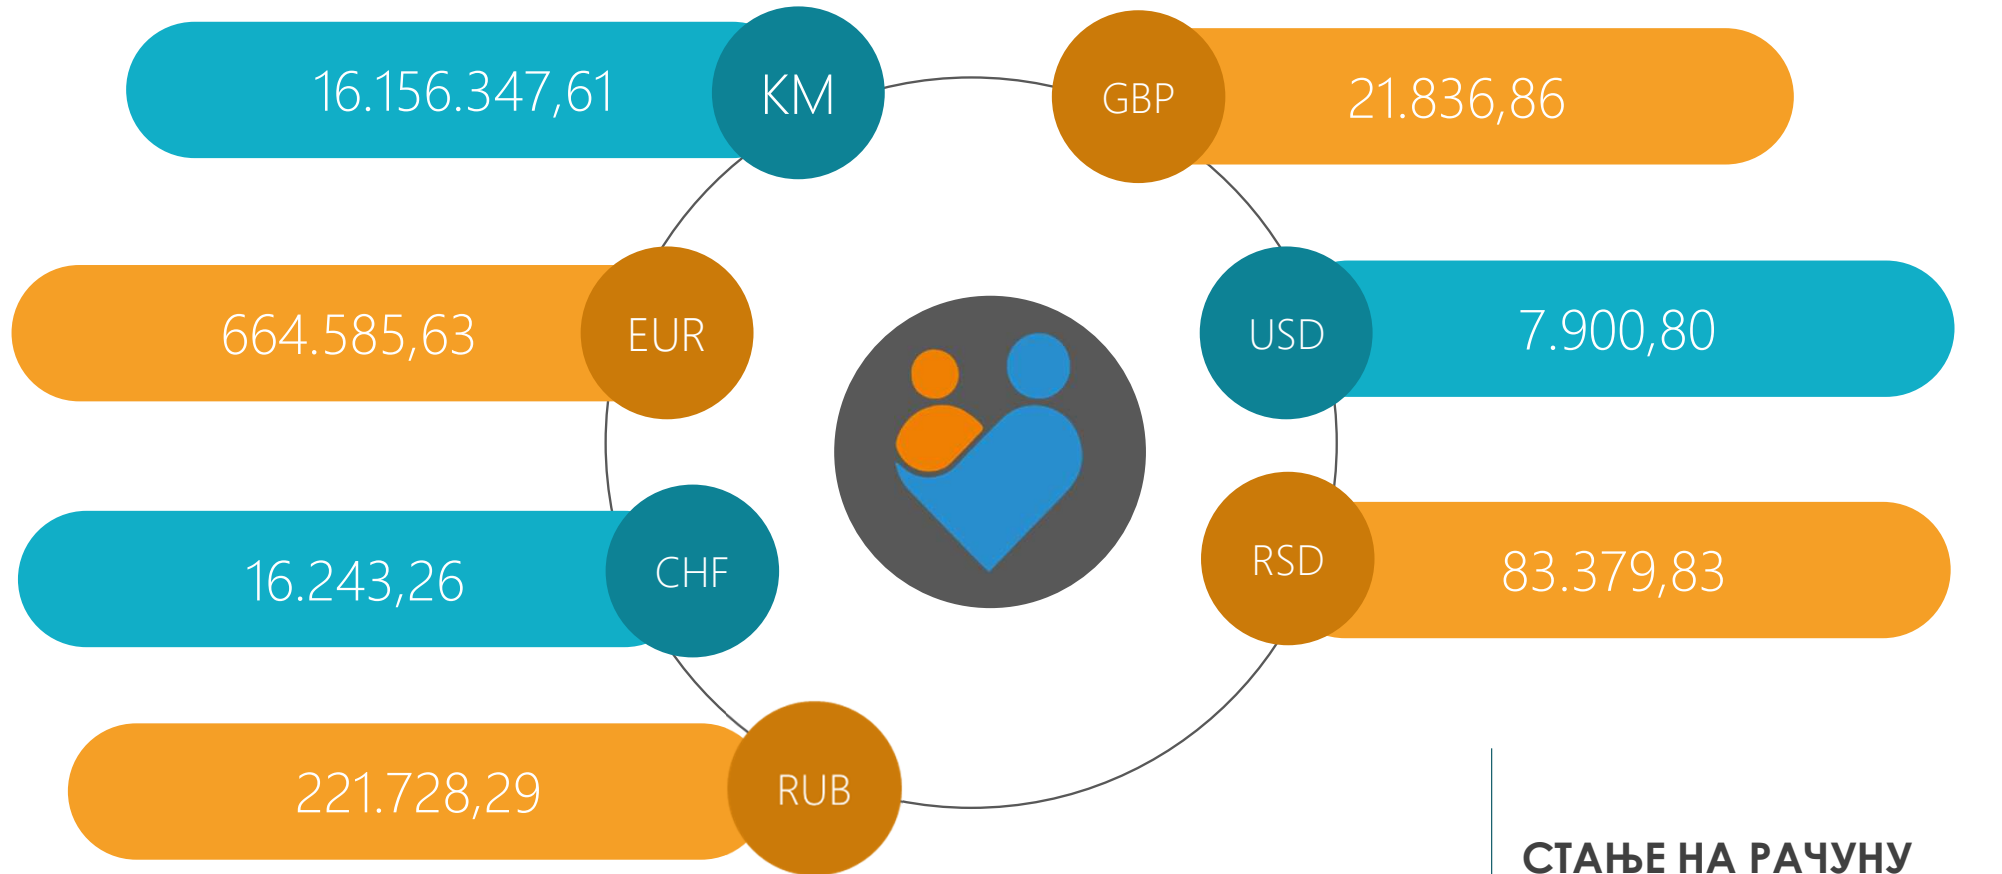 16.156.347,61
KM
GBP
21.836,86
664.585,63
EUR
USD
7.900,80
16.243,26
CHF
RSD
83.379,83
221.728,29
RUB
СТАЊЕ НА РАЧУНУ